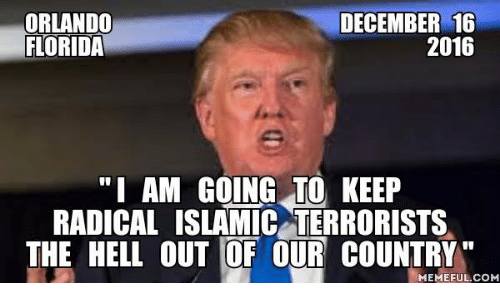 ORLANDO
FLORIDA
DECEMBER 16
2016
"I AM GOING TO KEEP
RADICAL ISLAMIC TERRORISTS
THE HELL OUT OF OUR COUNTRY"
MEMEFUL.COM